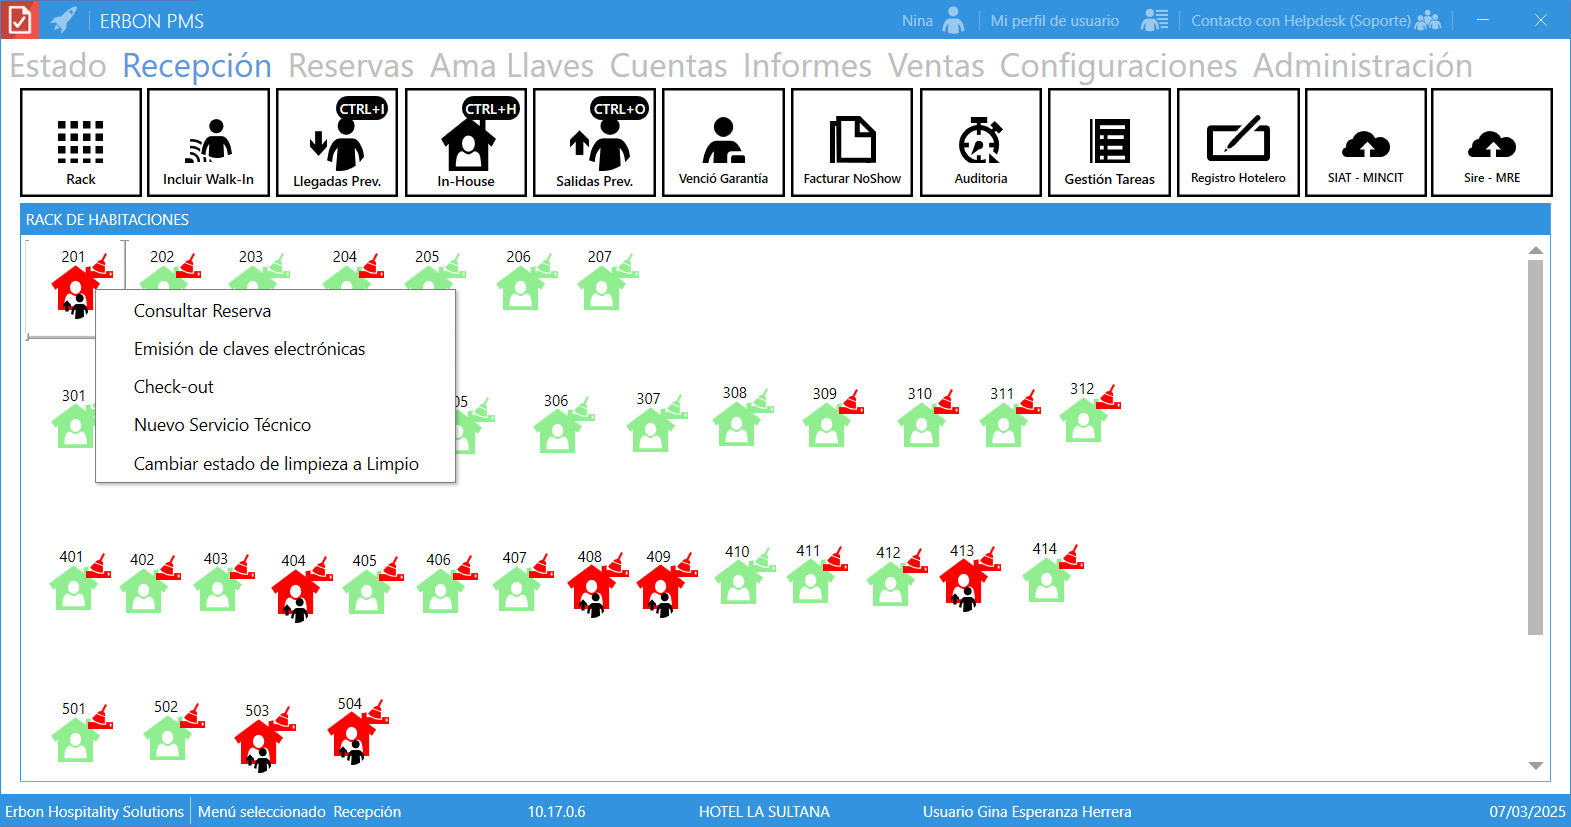 ERBON PMS
Nina
Mi perfil de usuario
Contacto con Helpdesk (Soporte)
Estado Recepción Reservas Ama Llaves Cuentas Informes Ventas Configuraciones Administración
CTRL+I CTRL+H CTRL+O
Rack
Incluir Walk-In
Llegadas Prev.
In-House
Salidas Prev.
Venció Garantía
Facturar NoShow
Auditoria
Gestión Tareas
Registro Hotelero
SIAT - MINCIT
Sire - MRE
RACK DE HABITACIONES
201 202 203 204 205 206 207
Consultar Reserva
Emisión de claves electrónicas
Check-out
Nuevo Servicio Técnico
Cambiar estado de limpieza a Limpio
301 05 306 307 308 309 310 311 312
401 402 403 404 405 406 407 408 409 410 411 412 413 414
501 502 503 504
Erbon Hospitality Solutions Menú seleccionado Recepción 10.17.0.6 HOTEL LA SULTANA Usuario Gina Esperanza Herrera 07/03/2025